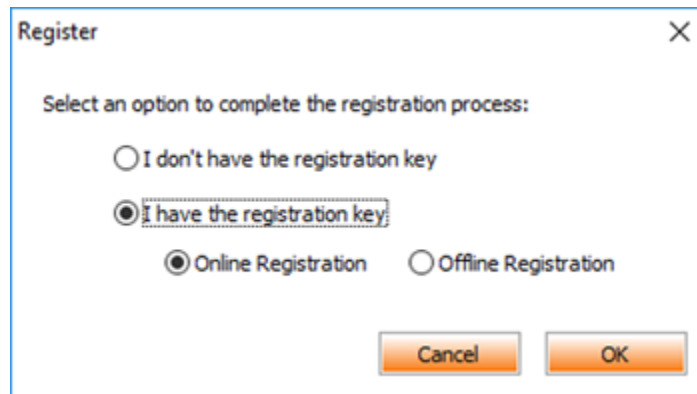 Register
Select an option to complete the registration process:
I don't have the registration key
I have the registration key
Online Registration Offline Registration
Cancel OK